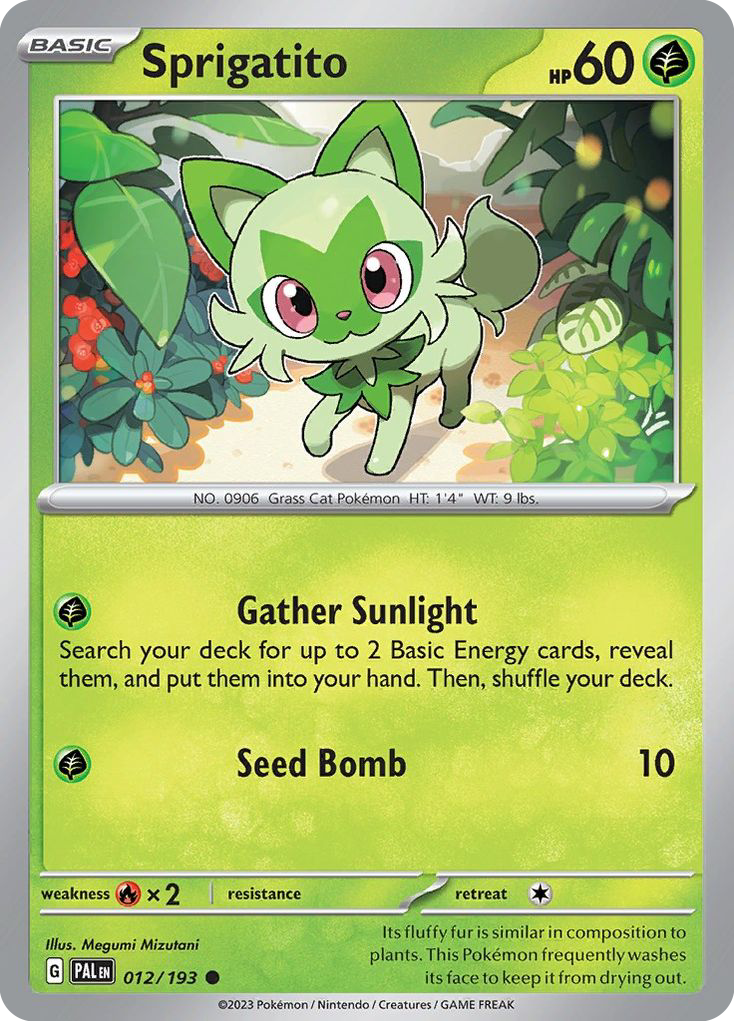 BASIC
Sprigatito
HP60
NO. 0906 Grass Cat Pokémon HT: 1'4" WT: 9 lbs.
Gather Sunlight
Search your deck for up to 2 Basic Energy cards, reveal
them, and put them into your hand. Then, shuffle your deck.
Seed Bomb 10
weakness ×2 resistance retreat
Illus. Megumi Mizutani
G PAL EN 012/193
Its fluffy fur is similar in composition to
plants. This Pokémon frequently washes
its face to keep it from drying out.
©2023 Pokémon / Nintendo / Creatures / GAME FREAK